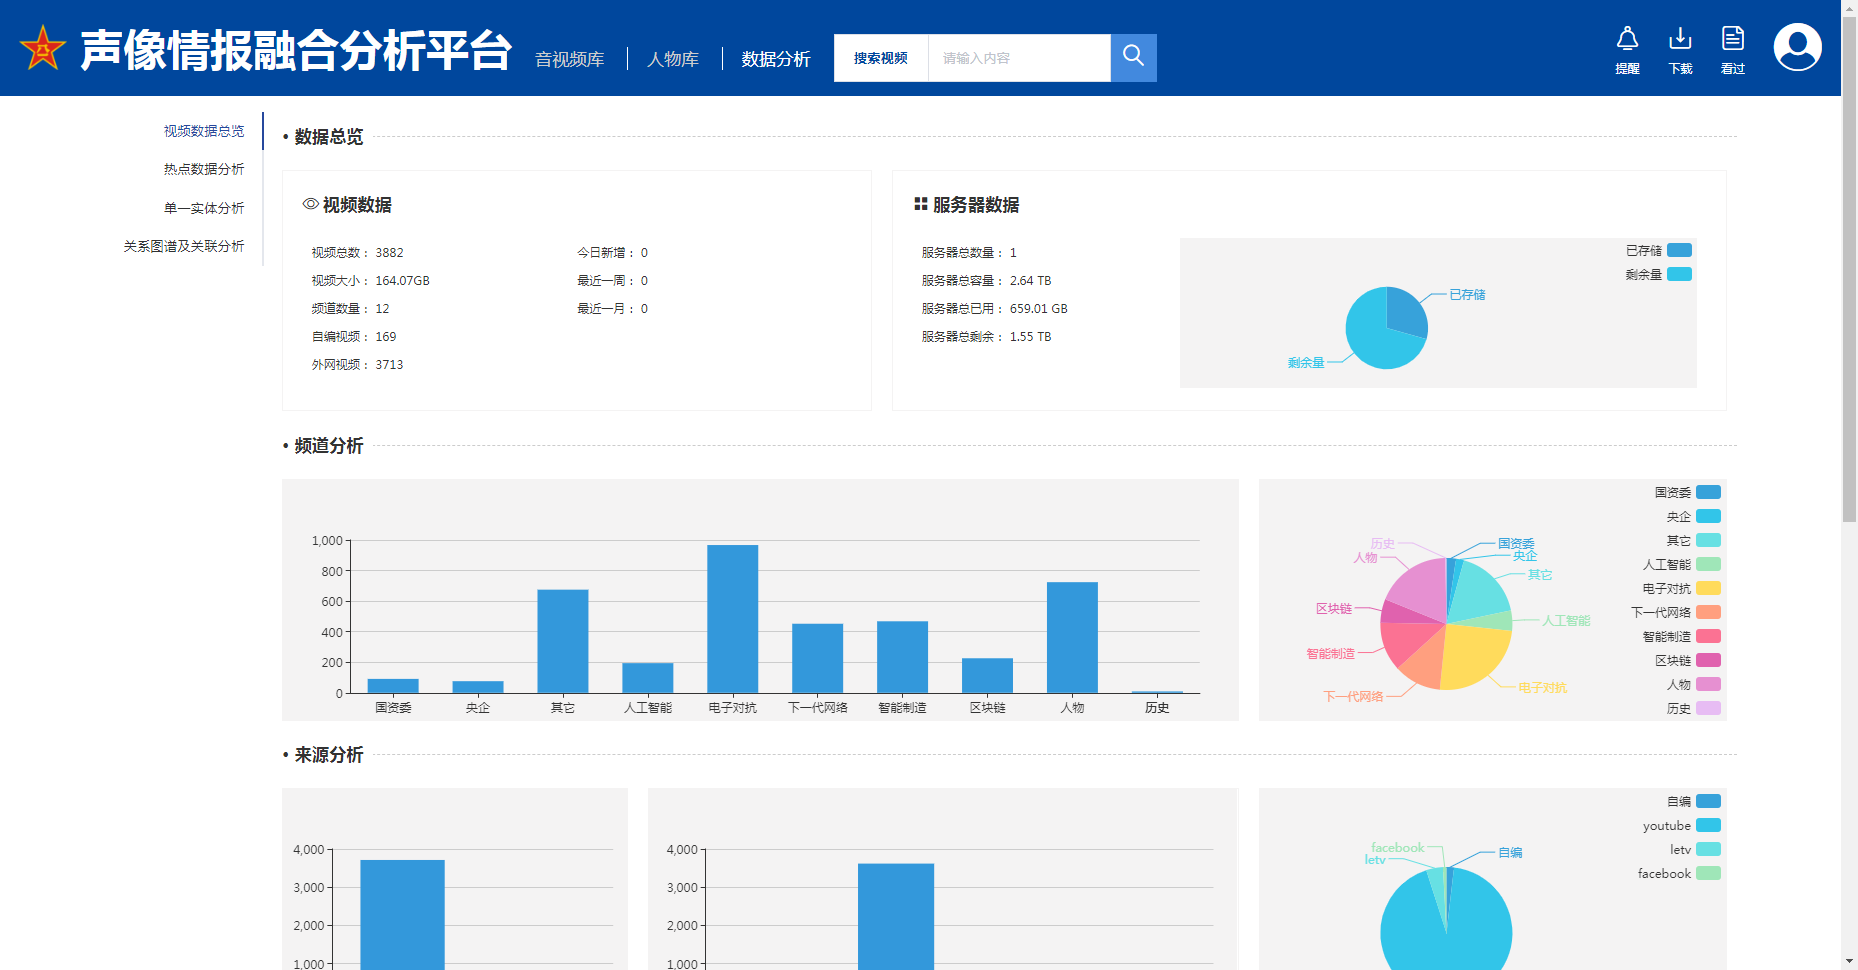 声像情报融合分析平台
音视频库
人物库
数据分析
搜索视频
请输入内容
提醒
下载
看过
视频数据总览
热点数据分析
单一实体分析
关系图谱及关联分析
• 数据总览
视频数据
视频总数： 3882
今日新增： 0
视频大小： 164.07GB
最近一周： 0
频道数量： 12
最近一月： 0
自编视频： 169
外网视频： 3713
服务器数据
服务器总数量： 1
服务器总容量： 2.64 TB
服务器总已用： 659.01 GB
服务器总剩余： 1.55 TB
已存储
剩余量
已存储
剩余量
• 频道分析
1,000
800
600
400
200
0
国资委
央企
其它
人工智能
电子对抗
下一代网络
智能制造
区块链
人物
历史
国资委
央企
其它
人工智能
电子对抗
下一代网络
智能制造
区块链
人物
历史
历史
国资委
人物
央企
其它
区块链
人工智能
智能制造
电子对抗
下一代网络
• 来源分析
4,000
3,000
2,000
1,000
4,000
3,000
2,000
1,000
自编
youtube
letv
facebook
facebook
自编
letv